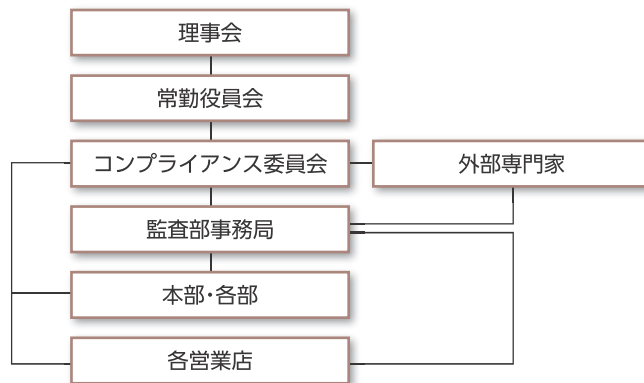 理事会
常勤役員会
コンプライアンス委員会
外部専門家
監査部事務局
本部・各部
各営業店